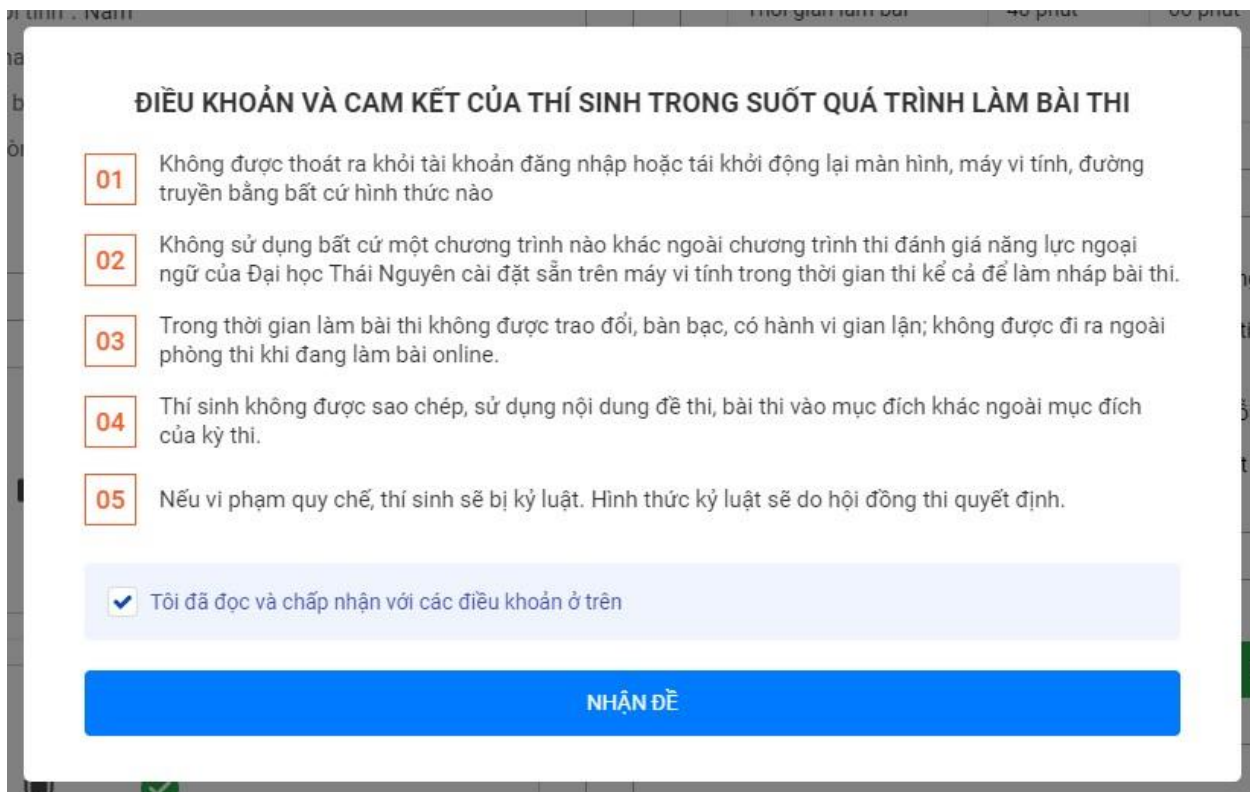 Nam
ĐIỀU KHOẢN VÀ CAM KẾT CỦA THÍ SINH TRONG SUỐT QUÁ TRÌNH LÀM BÀI THI
01 Không được thoát ra khỏi tài khoản đăng nhập hoặc tái khởi động lại màn hình, máy vi tính, đường
truyền bằng bất cứ hình thức nào
02 Không sử dụng bất cứ một chương trình nào khác ngoài chương trình thi đánh giá năng lực ngoại
ngữ của Đại học Thái Nguyên cài đặt sẵn trên máy vi tính trong thời gian thi kể cả để làm nháp bài thi.
03 Trong thời gian làm bài thi không được trao đổi, bàn bạc, có hành vi gian lận; không được đi ra ngoài
phòng thi khi đang làm bài online.
04 Thí sinh không được sao chép, sử dụng nội dung đề thi, bài thi vào mục đích khác ngoài mục đích
của kỳ thi.
05 Nếu vi phạm quy chế, thí sinh sẽ bị kỷ luật. Hình thức kỷ luật sẽ do hội đồng thi quyết định.
Tôi đã đọc và chấp nhận với các điều khoản ở trên
NHẬN ĐỀ